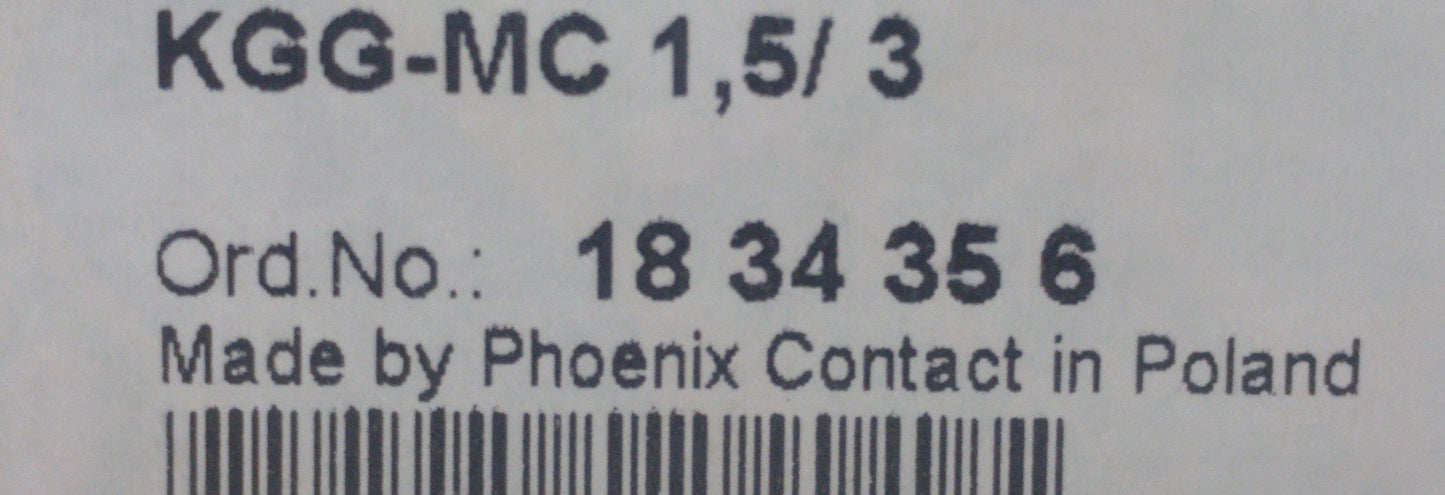 KGG-MC 1,5/ 3
Ord.No.: 18 34 35 6
Made by Phoenix Contact in Poland